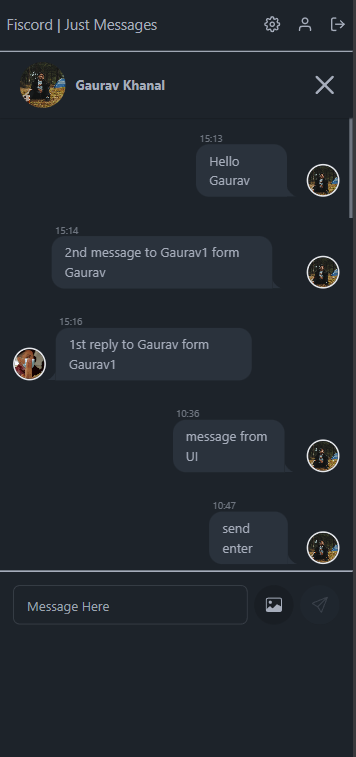 Fiscord | Just Messages
Gaurav Khanal
15:13
Hello
Gaurav
15:14
2nd message to Gaurav1 form
Gaurav
15:16
1st reply to Gaurav form
Gaurav1
10:36
message from
UI
10:47
send
enter
Message Here